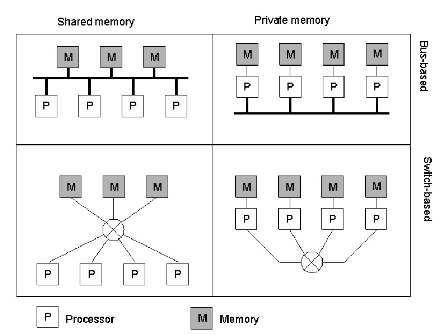 Shared memory
Private memory
M M M
P P P P
M M M M
P P P P
Bus-based
M M M
P P P P
M M M M
P P P P
Switch-based
P Processor
M Memory